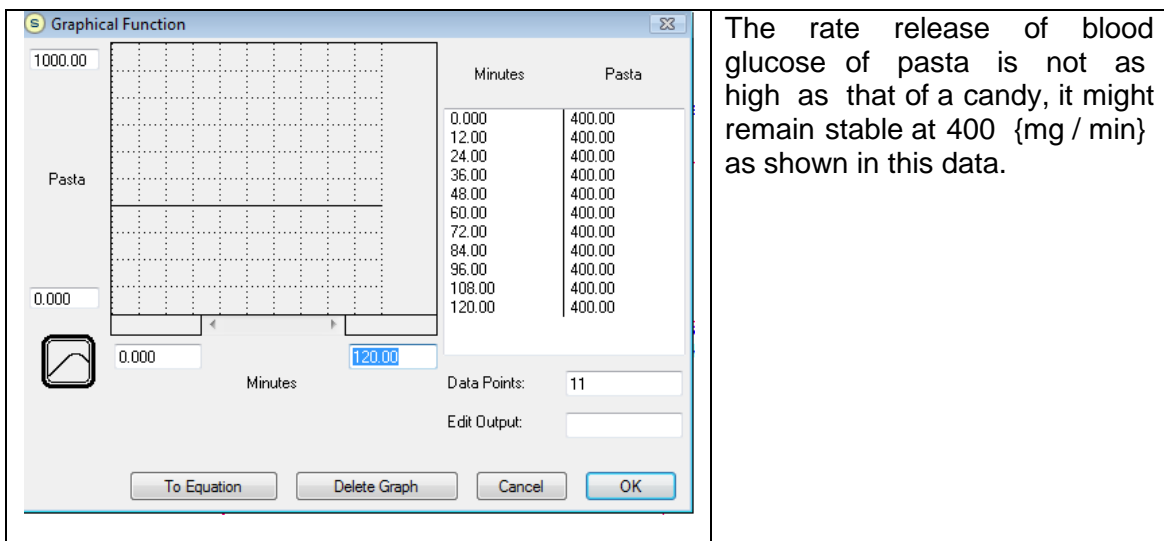 S Graphical Function
1000.00
Pasta
0.000
0.000
120.00
Minutes
Minutes Pasta
0.000 400.00
12.00 400.00
24.00 400.00
36.00 400.00
48.00 400.00
60.00 400.00
72.00 400.00
84.00 400.00
96.00 400.00
108.00 400.00
120.00 400.00
Data Points: 11
Edit Output:
To Equation Delete Graph Cancel OK
The rate release of blood
glucose of pasta is not as
high as that of a candy, it might
remain stable at 400 {mg / min}
as shown in this data.